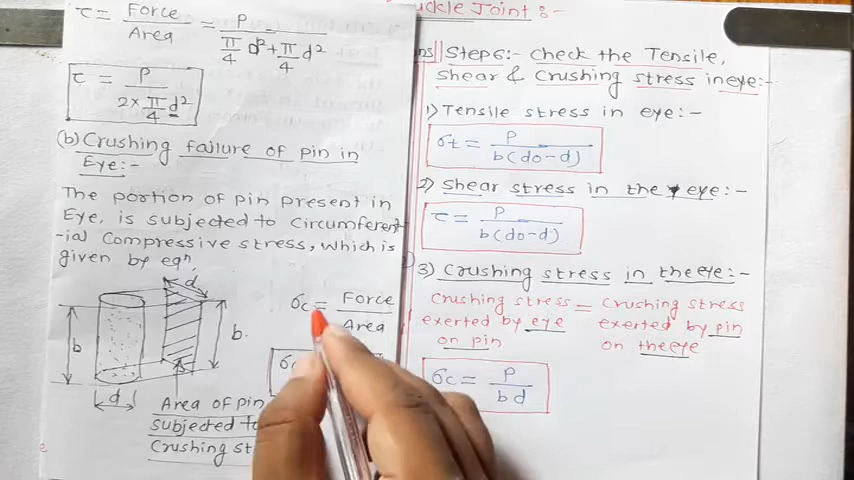 τ = Force / Area = P / π/4 d² + π/4 d²
τ = P / 2 × π/4 d²
(b) Crushing failure of pin in
Eye:-
The portion of pin present in
Eye, is subjected to circumferent-
-ial compressive stress, which is
given by eqⁿ.
d
σc = Force / Area
b
b.
σc
d
Area of pin
subjected to
Crushing st
uckle Joint :-
Step6:- check the Tensile,
Shear & Crushing stress in eye:-
1) Tensile stress in eye:-
σt = P / b(do-d)
2) Shear stress in the eye:-
τ = P / b(do-d)
3) Crushing stress in the eye:-
Crushing stress = Crushing stress
exerted by eye exerted by pin
on pin on the eye
σc = P / b d